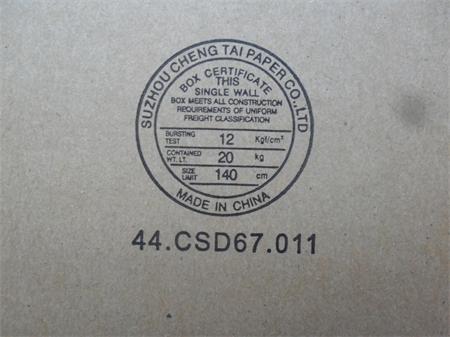 SUZHOU CHENG TAI PAPER CO.,LTD
BOX CERTIFICATE
THIS
SINGLE WALL
BOX MEETS ALL CONSTRUCTION
REQUIREMENTS OF UNIFORM
FREIGHT CLASSIFICATION
BURSTING TEST 12 Kgf/cm²
CONTAINED WT. LT. 20 kg
SIZE LIMIT 140 cm
MADE IN CHINA
44.CSD67.011